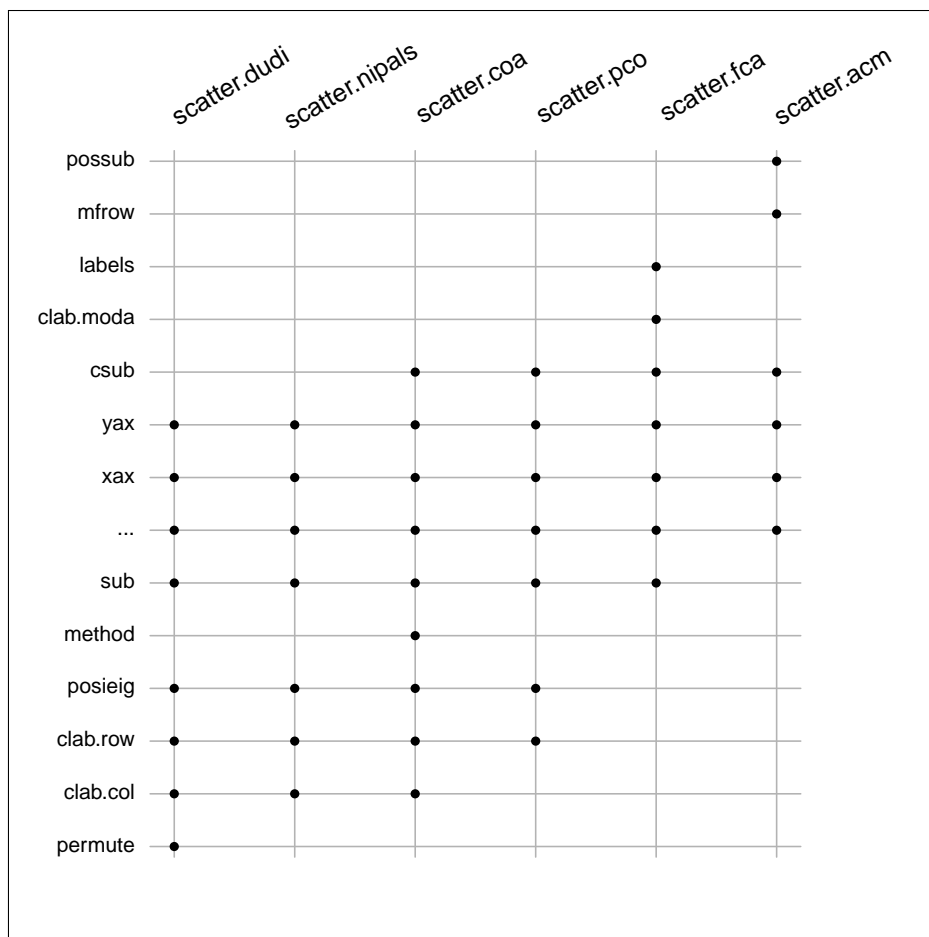 scatter.dudi
scatter.nipals
scatter.coa
scatter.pco
scatter.fca
scatter.acm
possub
mfrow
labels
clab.moda
csub
yax
xax
...
sub
method
posieig
clab.row
clab.col
permute